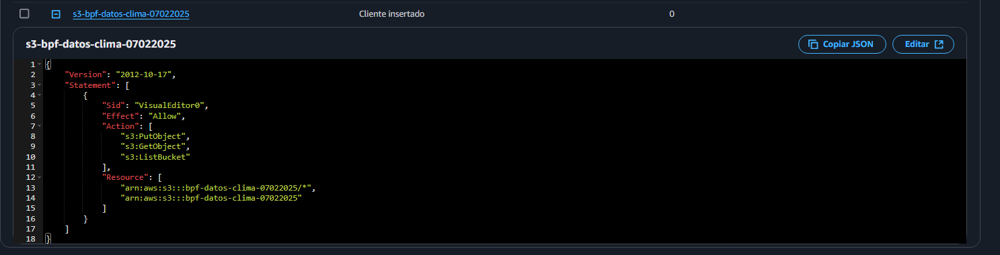 s3-bpf-datos-clima-07022025 Cliente insertado 0
s3-bpf-datos-clima-07022025 Copiar JSON Editar
1 {
2 "Version": "2012-10-17",
3 "Statement": [
4 {
5 "Sid": "VisualEditor0",
6 "Effect": "Allow",
7 "Action": [
8 "s3:PutObject",
9 "s3:GetObject",
10 "s3:ListBucket"
11 ],
12 "Resource": [
13 "arn:aws:s3:::bpf-datos-clima-07022025/*",
14 "arn:aws:s3:::bpf-datos-clima-07022025"
15 ]
16 }
17 ]
18 }